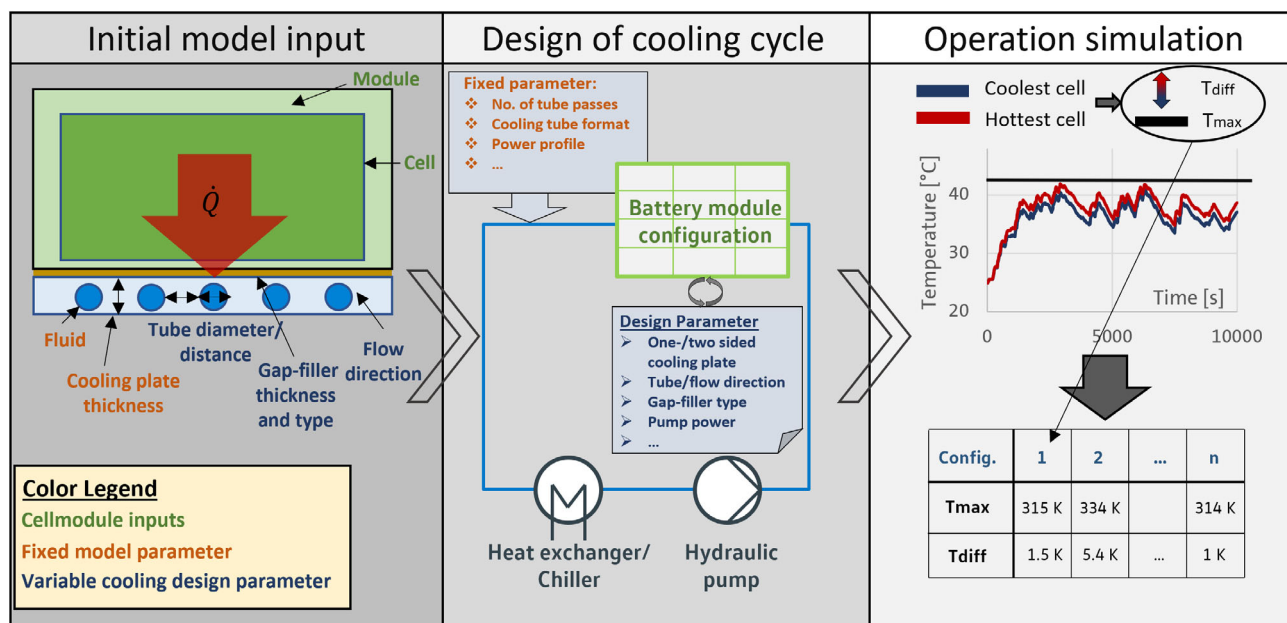 Initial model input
Module
Cell
Q̇
Fluid
Tube diameter/
distance
Flow
direction
Cooling plate
thickness
Gap-filler
thickness
and type
Color Legend
Cellmodule inputs
Fixed model parameter
Variable cooling design parameter
Design of cooling cycle
Fixed parameter:
❖ No. of tube passes
❖ Cooling tube format
❖ Power profile
❖ ...
Battery module
configuration
Design Parameter
➢ One-/two sided
cooling plate
➢ Tube/flow direction
➢ Gap-filler type
➢ Pump power
➢ ...
Heat exchanger/
Chiller
Hydraulic
pump
Operation simulation
Coolest cell
Hottest cell
Tdiff
Tmax
Temperature [°C]
40
30
20
Time [s]
0 5000 10000
Config. 1 2 ... n
Tmax 315 K 334 K 314 K
Tdiff 1.5 K 5.4 K ... 1 K